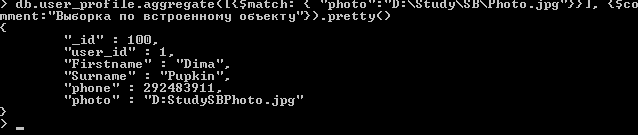 > db.user_profile.aggregate([{$match: { "photo":"D:\Study\SB\Photo.jpg"}}], {$co
mment:"Выборка по встроенному объекту"}).pretty()
{
"_id" : 100,
"user_id" : 1,
"Firstname" : "Dima",
"Surname" : "Pupkin",
"phone" : 292483911,
"photo" : "D:StudySBPhoto.jpg"
}
> _